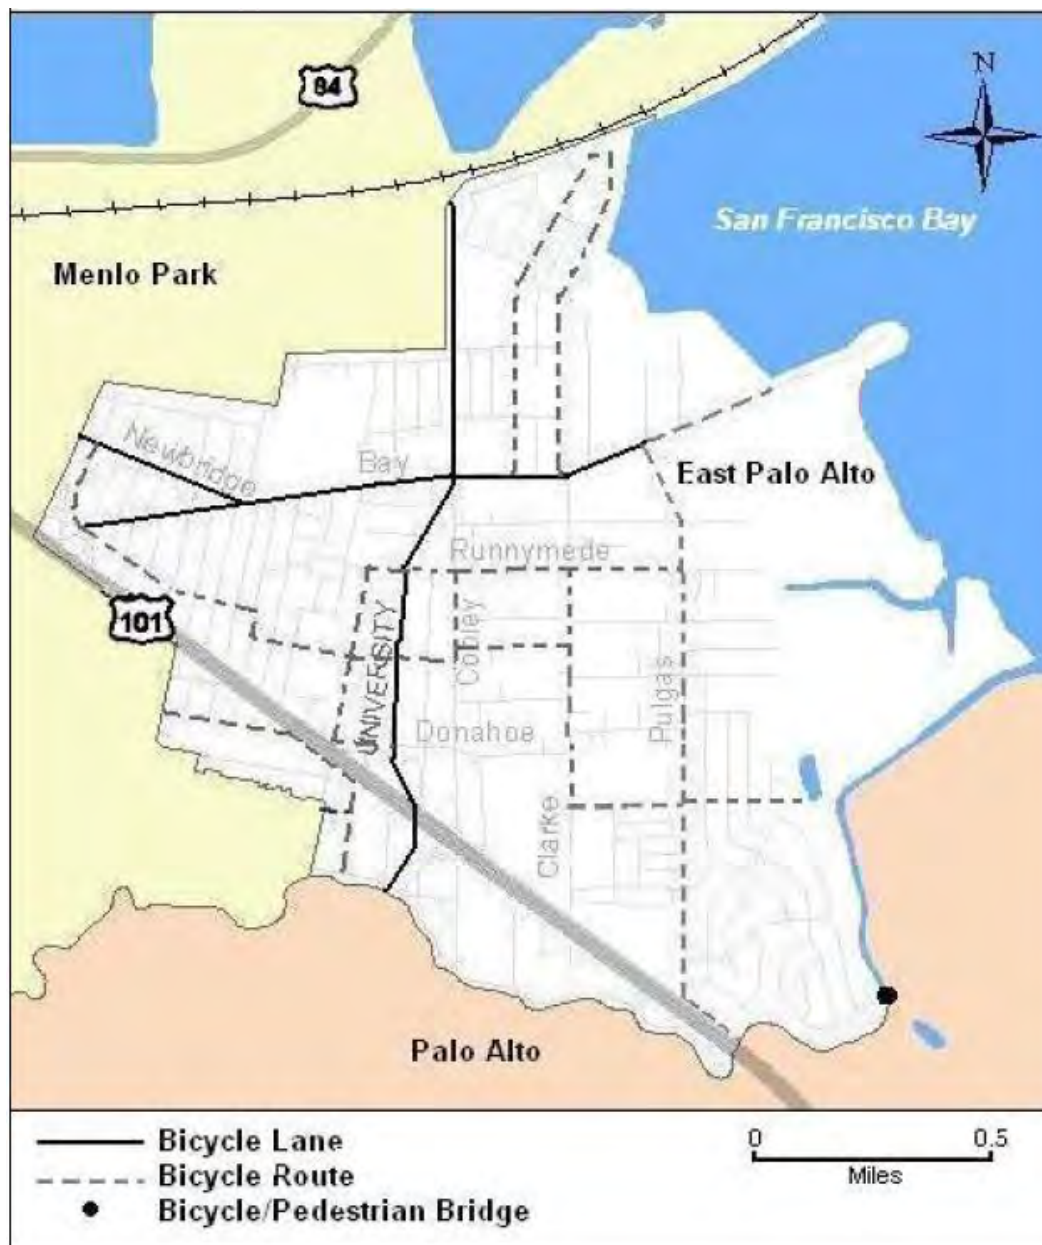 84
N
San Francisco Bay
Menlo Park
Newbridge
Bay
East Palo Alto
Runnymede
101
UNIVERSITY
Cooley
Pulgas
Donahoe
Clarke
Palo Alto
Bicycle Lane
Bicycle Route
Bicycle/Pedestrian Bridge
0 0.5
Miles